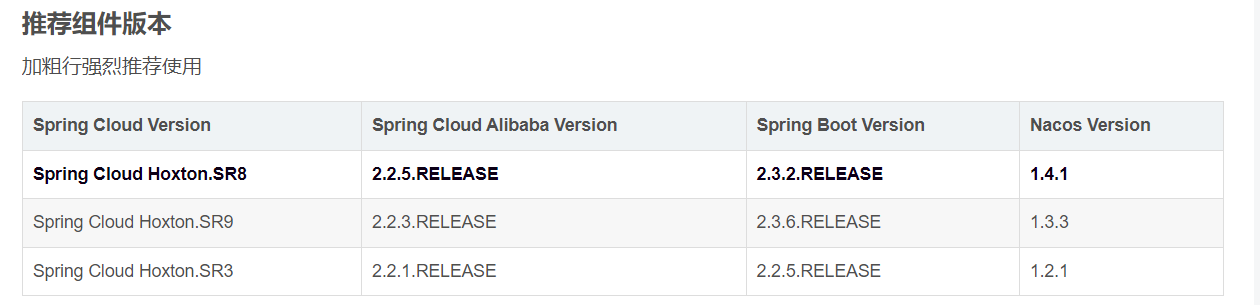 推荐组件版本
加粗行强烈推荐使用
Spring Cloud Version Spring Cloud Alibaba Version Spring Boot Version Nacos Version
Spring Cloud Hoxton.SR8 2.2.5.RELEASE 2.3.2.RELEASE 1.4.1
Spring Cloud Hoxton.SR9 2.2.3.RELEASE 2.3.6.RELEASE 1.3.3
Spring Cloud Hoxton.SR3 2.2.1.RELEASE 2.2.5.RELEASE 1.2.1